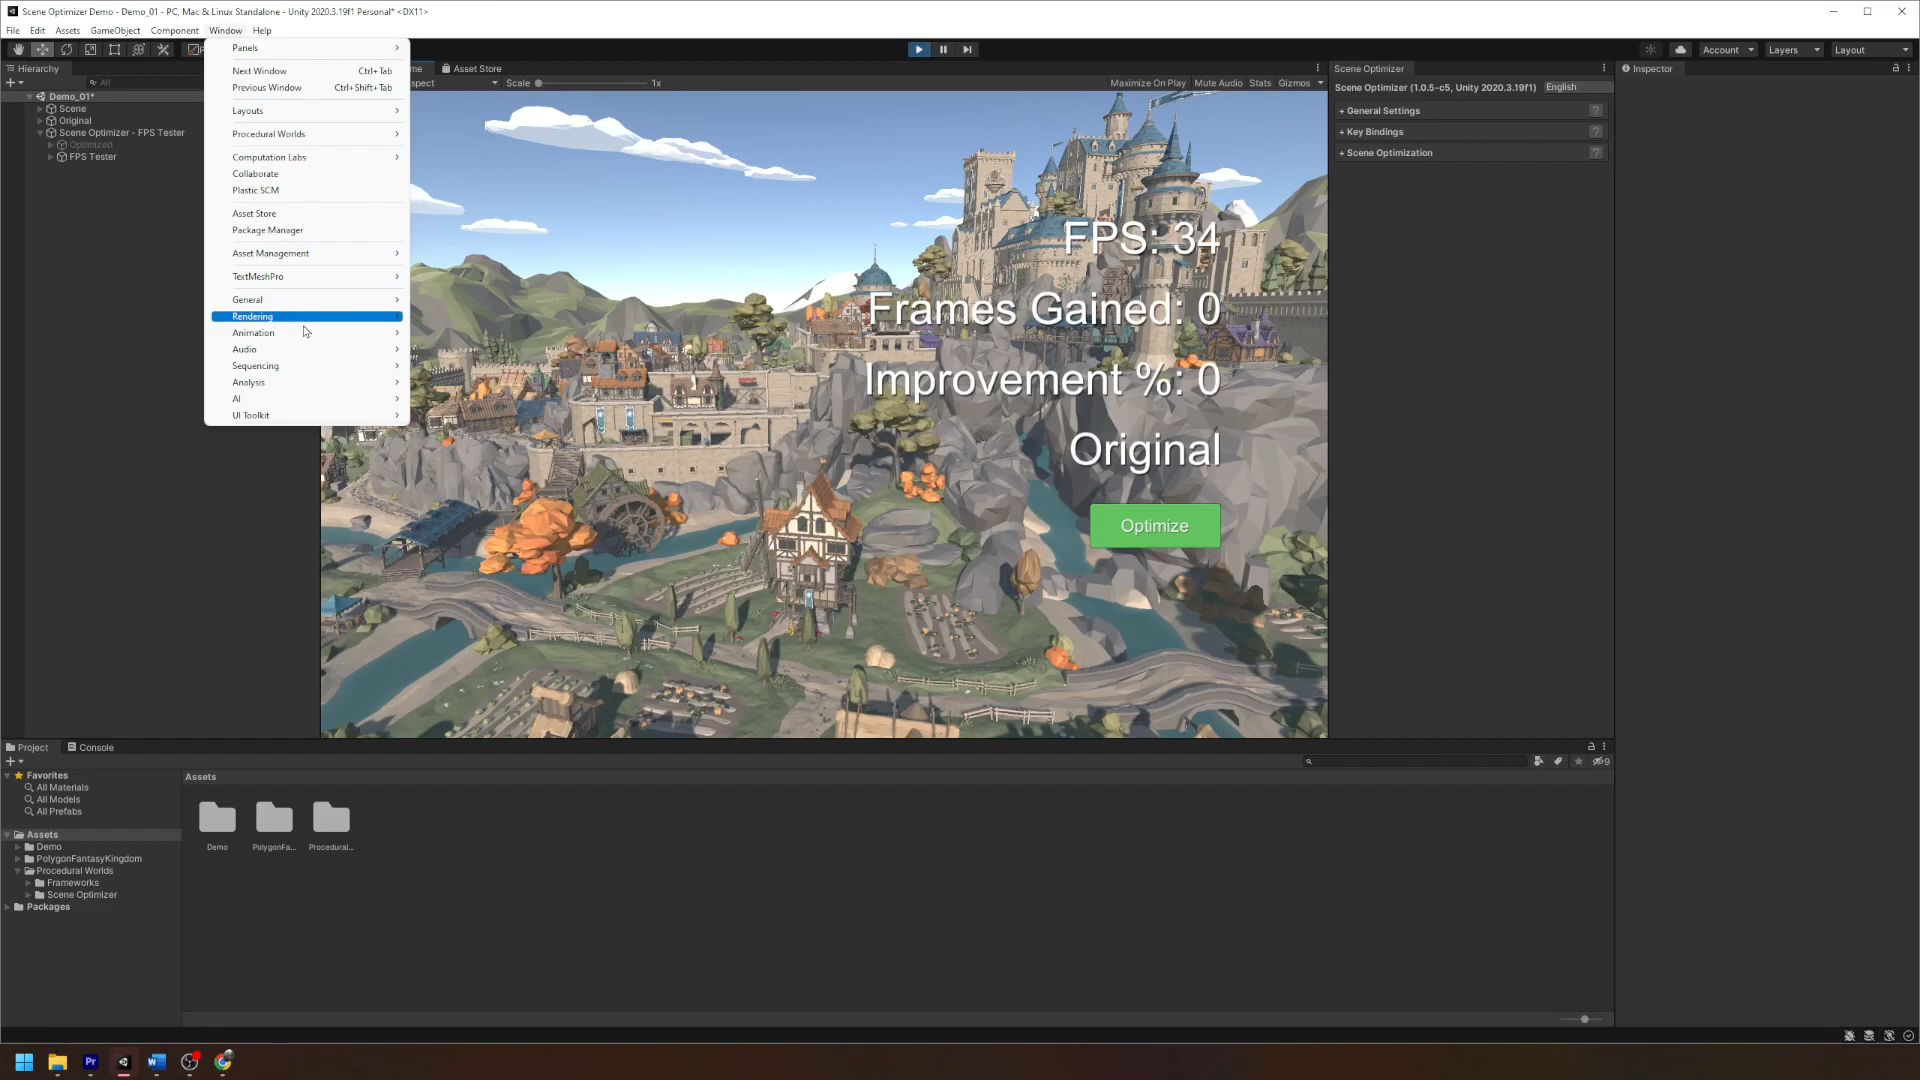 Scene Optimizer Demo - Demo_01 - PC, Mac & Linux Standalone - Unity 2020.3.19f1 Personal* <DX11>
File Edit Assets GameObject Component Window Help
Account Layers Layout
Hierarchy
All
Demo_01*
Scene
Original
Scene Optimizer - FPS Tester
Optimized
FPS Tester
Panels
Next Window Ctrl+Tab
Previous Window Ctrl+Shift+Tab
Layouts
Procedural Worlds
Computation Labs
Collaborate
Plastic SCM
Asset Store
Package Manager
Asset Management
TextMeshPro
General
Rendering
Animation
Audio
Sequencing
Analysis
AI
UI Toolkit
Asset Store
Scale 1x
Maximize On Play Mute Audio Stats Gizmos
FPS: 34
Frames Gained: 0
Improvement %: 0
Original
Optimize
Scene Optimizer
Scene Optimizer (1.0.5-c5, Unity 2020.3.19f1) English
+ General Settings ?
+ Key Bindings ?
+ Scene Optimization ?
Inspector
Project Console
9
Favorites
All Materials
All Models
All Prefabs
Assets
Demo
PolygonFantasyKingdom
Procedural Worlds
Frameworks
Scene Optimizer
Packages
Assets
Demo PolygonFa... Procedural...
Pr
W